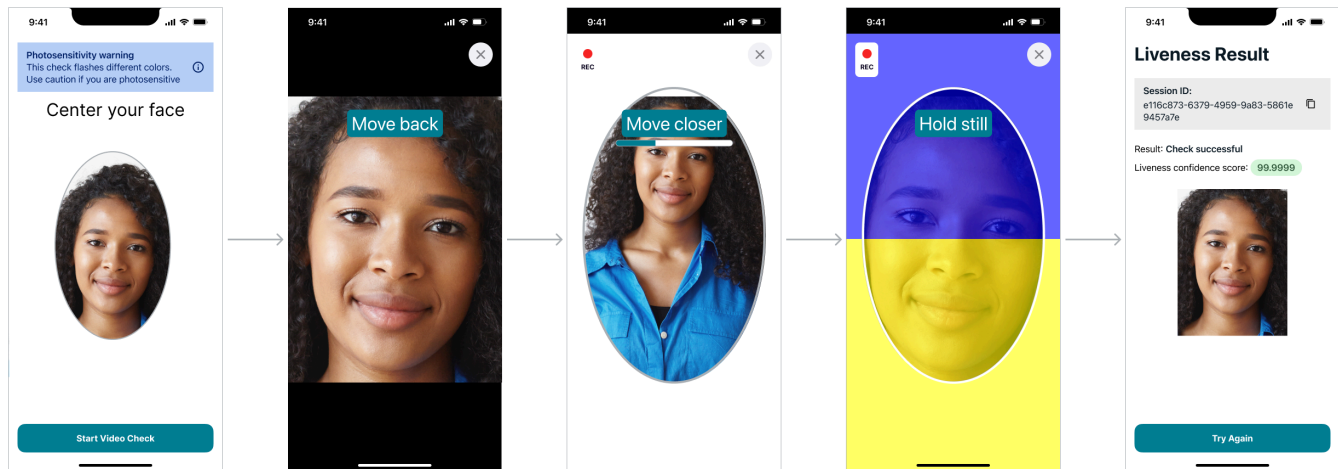 9:41
Photosensitivity warning
This check flashes different colors.
Use caution if you are photosensitive
Center your face
Start Video Check
9:41
Move back
9:41
REC
Move closer
9:41
REC
Hold still
9:41
Liveness Result
Session ID:
e116c873-6379-4959-9a83-5861e
9457a7e
Result: Check successful
Liveness confidence score: 99.9999
Try Again